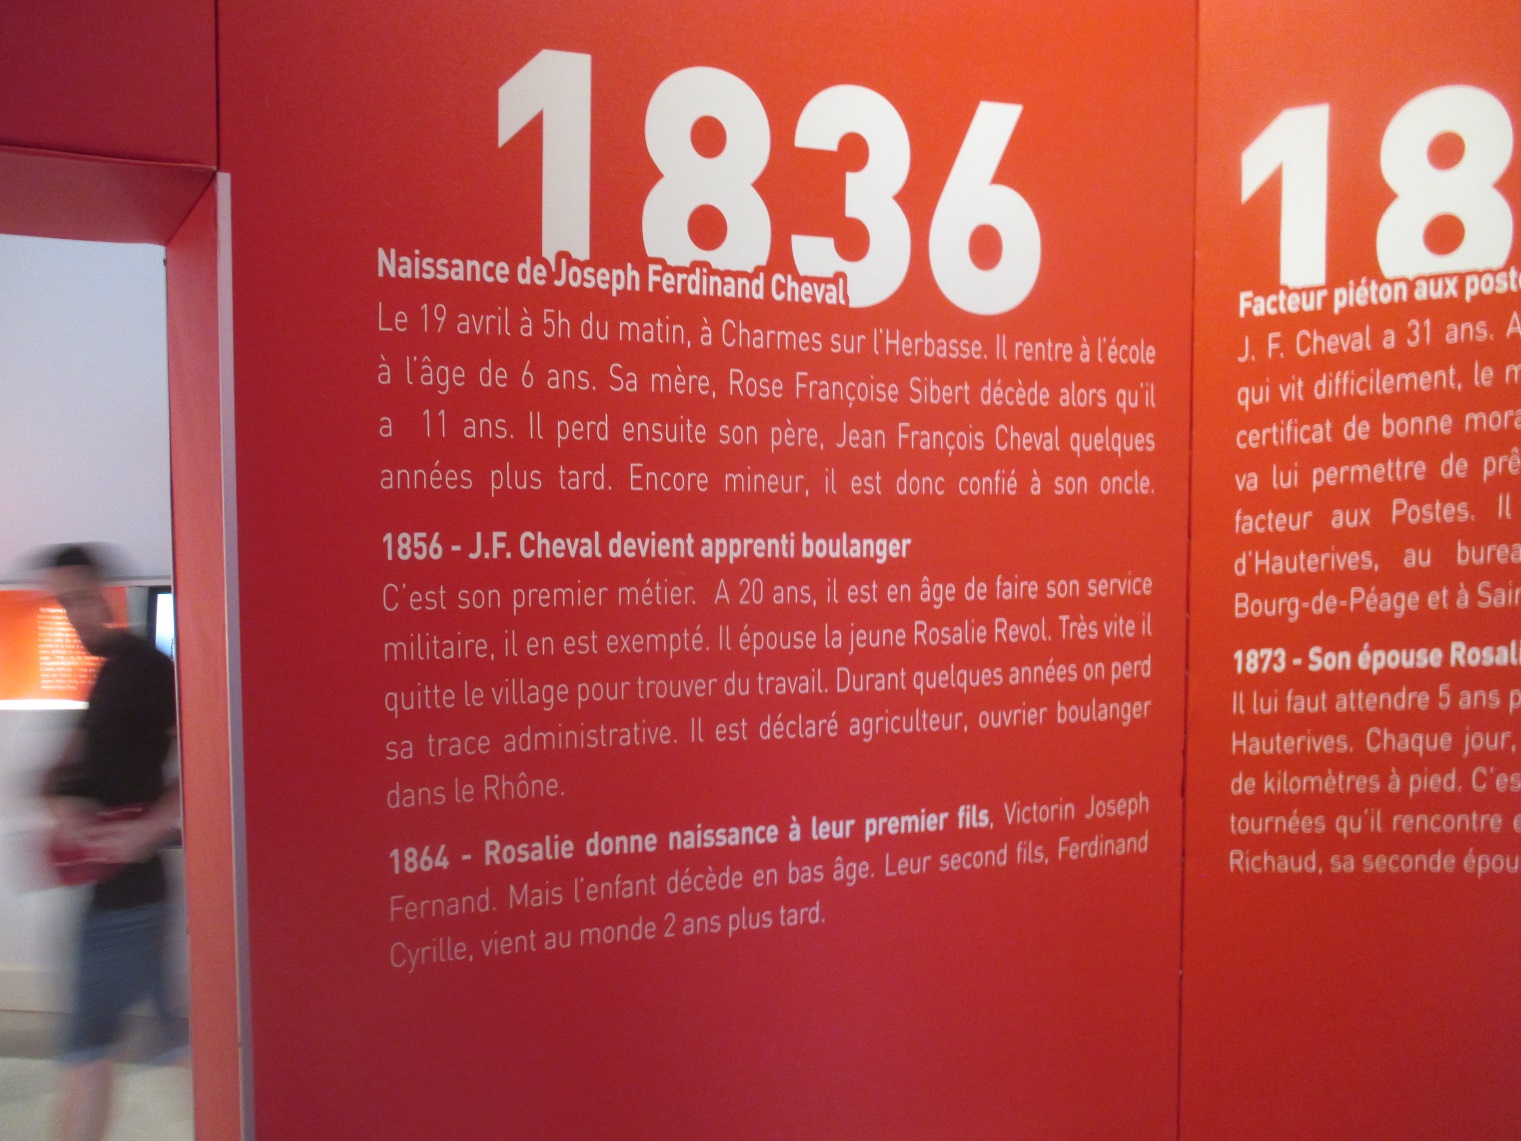 1836
Naissance de Joseph Ferdinand Cheval
Le 19 avril à 5h du matin, à Charmes sur l'Herbasse. Il rentre à l'école
à l'âge de 6 ans. Sa mère, Rose Françoise Sibert décède alors qu'il
a 11 ans. Il perd ensuite son père, Jean François Cheval quelques
années plus tard. Encore mineur, il est donc confié à son oncle.
1856 - J.F. Cheval devient apprenti boulanger
C'est son premier métier. A 20 ans, il est en âge de faire son service
militaire, il en est exempté. Il épouse la jeune Rosalie Revol. Très vite il
quitte le village pour trouver du travail. Durant quelques années on perd
sa trace administrative. Il est déclaré agriculteur, ouvrier boulanger
dans le Rhône.
1864 - Rosalie donne naissance à leur premier fils, Victorin Joseph
Fernand. Mais l'enfant décède en bas âge. Leur second fils, Ferdinand
Cyrille, vient au monde 2 ans plus tard.
18
Facteur piéton aux poste
J. F. Cheval a 31 ans. A
qui vit difficilement, le m
certificat de bonne mora
va lui permettre de prê
facteur aux Postes. Il
d'Hauterives, au burea
Bourg-de-Péage et à Sain
1873 - Son épouse Rosali
Il lui faut attendre 5 ans p
Hauterives. Chaque jour,
de kilomètres à pied. C'es
tournées qu'il rencontre e
Richaud, sa seconde épou